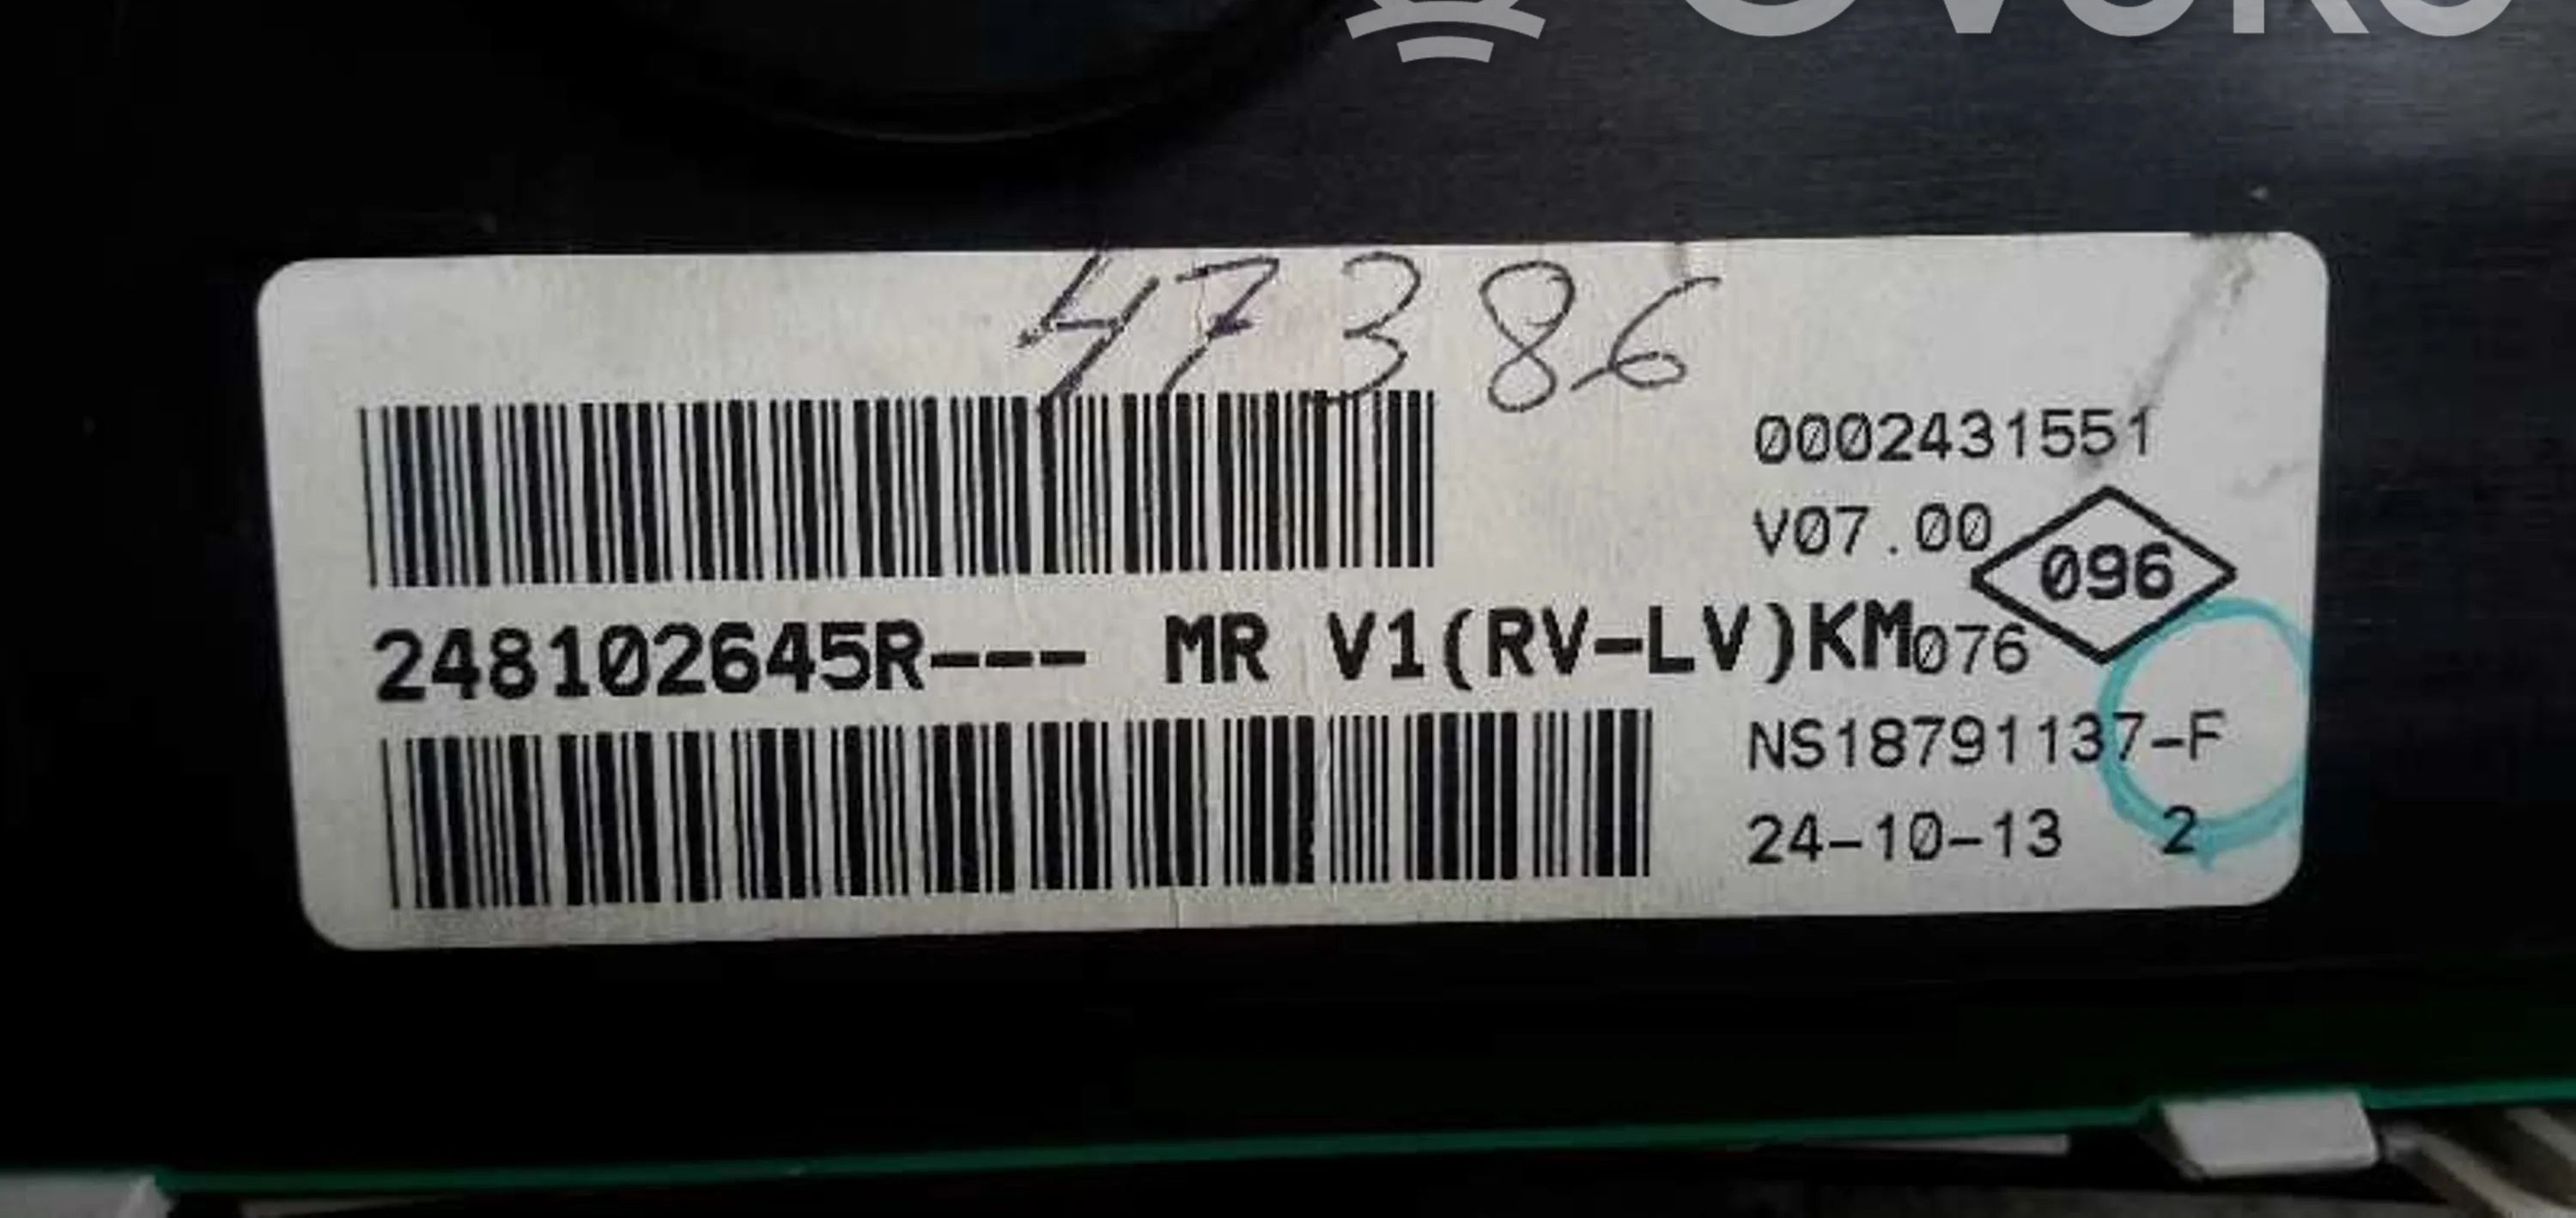 47386
0002431551
V07.00
096
248102645R--- MR V1(RV-LV)KM076
NS18791137-F
24-10-13 2